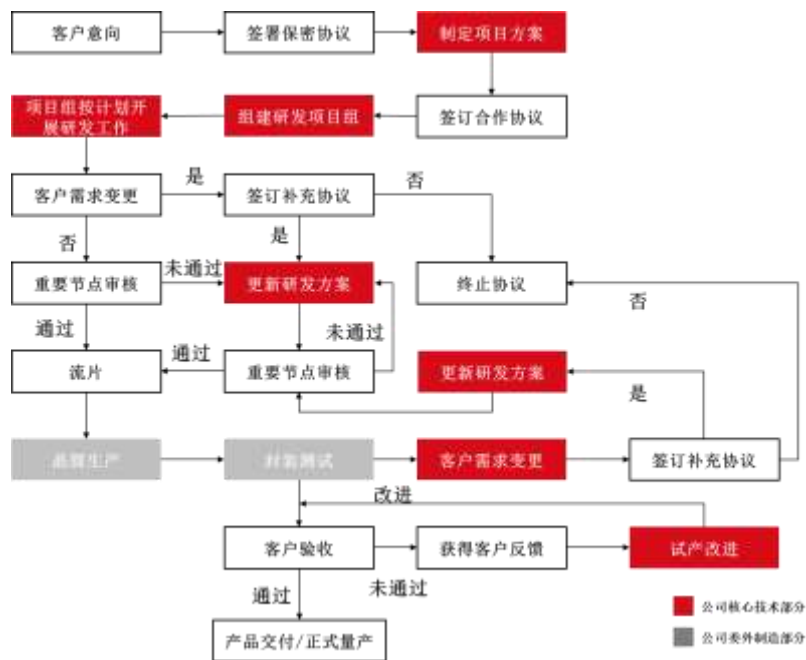 客户意向
签署保密协议
制定项目方案
项目组按计划开
展研发工作
组建研发项目组
签订合作协议
客户需求变更
是
签订补充协议
否
否
是
重要节点审核
未通过
更新研发方案
终止协议
否
通过
通过
未通过
流片
重要节点审核
更新研发方案
是
晶圆生产
封装测试
客户需求变更
签订补充协议
改进
客户验收
获得客户反馈
试产改进
通过
未通过
产品交付/正式量产
公司核心技术部分
公司委外制造部分